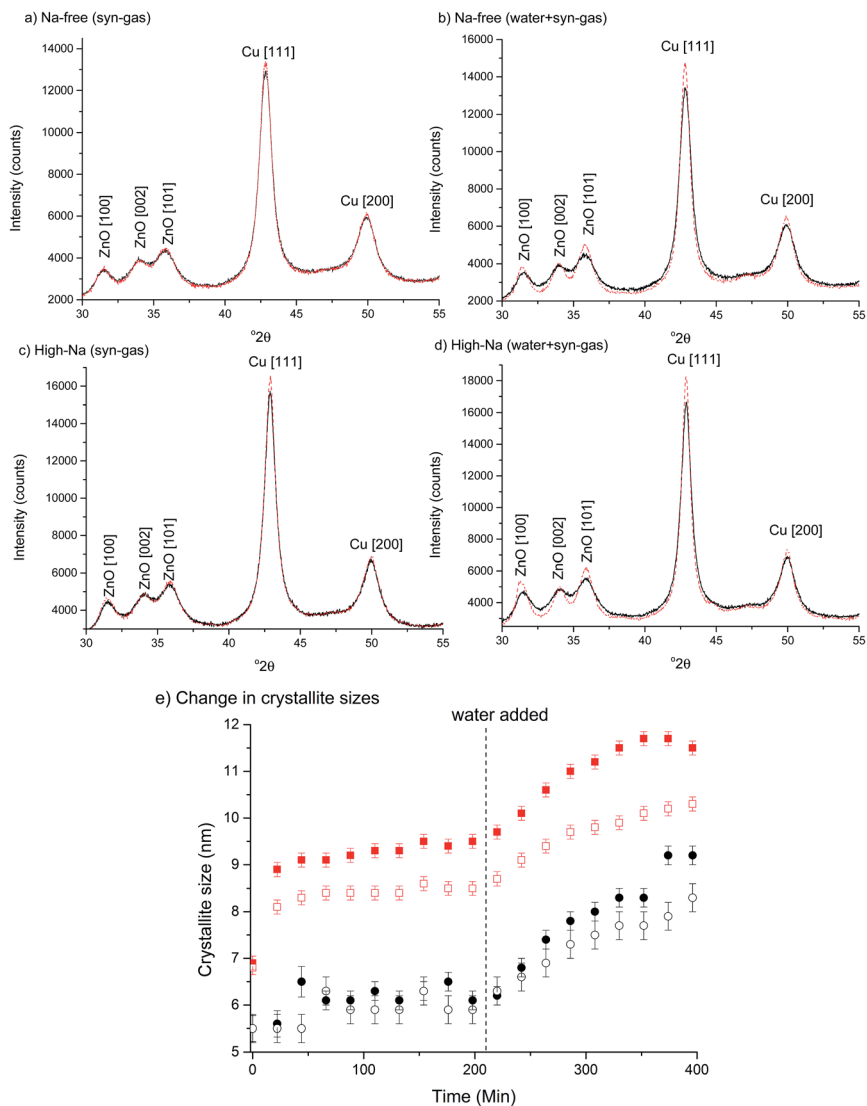 a) Na-free (syn-gas)
14000
12000
10000
8000
6000
4000
2000
Intensity (counts)
ZnO [100]
ZnO [002]
ZnO [101]
Cu [111]
Cu [200]
30 35 40 45 50 55
°2θ
b) Na-free (water+syn-gas)
16000
14000
12000
10000
8000
6000
4000
2000
Intensity (counts)
ZnO [100]
ZnO [002]
ZnO [101]
Cu [111]
Cu [200]
30 35 40 45 50 55
°2θ
c) High-Na (syn-gas)
16000
14000
12000
10000
8000
6000
4000
Intensity (counts)
ZnO [100]
ZnO [002]
ZnO [101]
Cu [111]
Cu [200]
30 35 40 45 50 55
°2θ
d) High-Na (water+syn-gas)
18000
16000
14000
12000
10000
8000
6000
4000
Intensity (counts)
ZnO [100]
ZnO [002]
ZnO [101]
Cu [111]
Cu [200]
30 35 40 45 50 55
°2θ
e) Change in crystallite sizes
water added
12
11
10
9
8
7
6
5
Crystallite size (nm)
0 100 200 300 400
Time (Min)